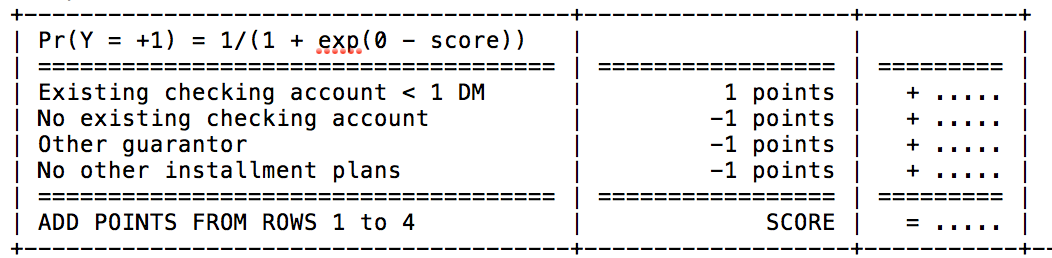 +----------------------------------------+-------------------+-----------+
| Pr(Y = +1) = 1/(1 + exp(0 − score)) | | |
| ===================================== | ================= | ========= |
| Existing checking account < 1 DM | 1 points | + ..... |
| No existing checking account | −1 points | + ..... |
| Other guarantor | −1 points | + ..... |
| No other installment plans | −1 points | + ..... |
| ===================================== | ================= | ========= |
| ADD POINTS FROM ROWS 1 to 4 | SCORE | = ..... |
+----------------------------------------+-------------------+-----------+--